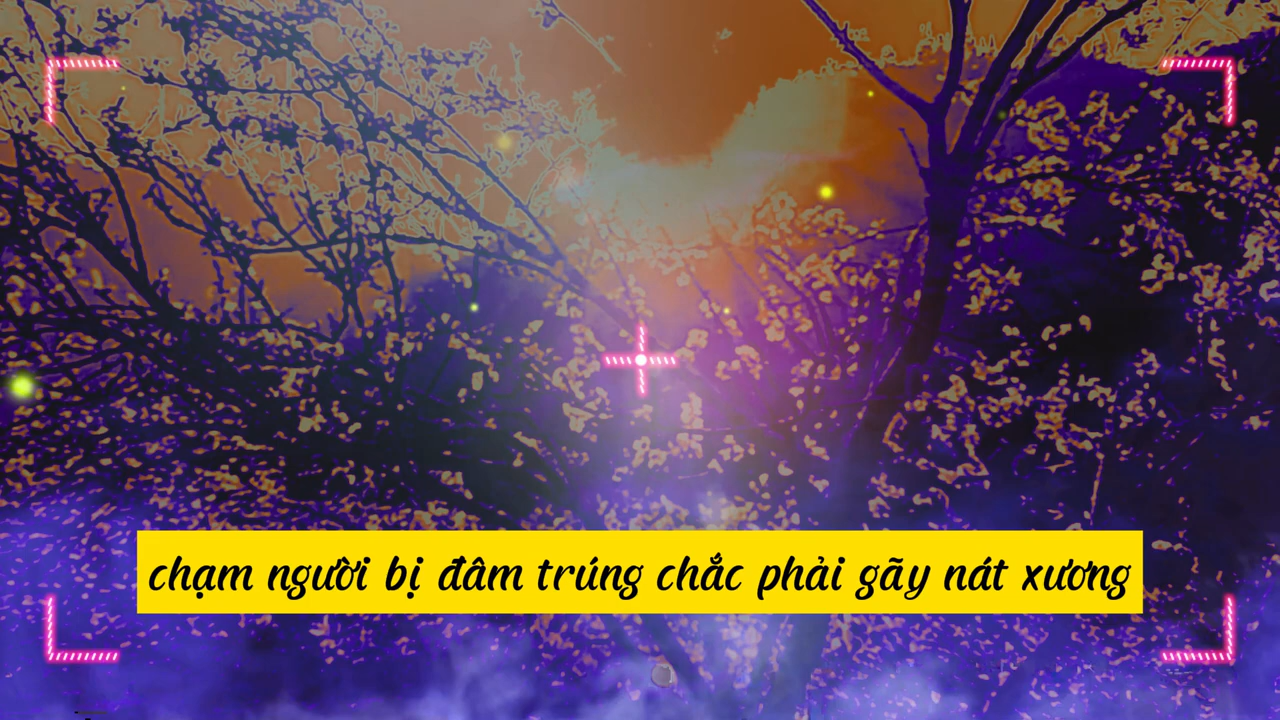 chạm người bị đâm trúng chắc phải gãy nát xương